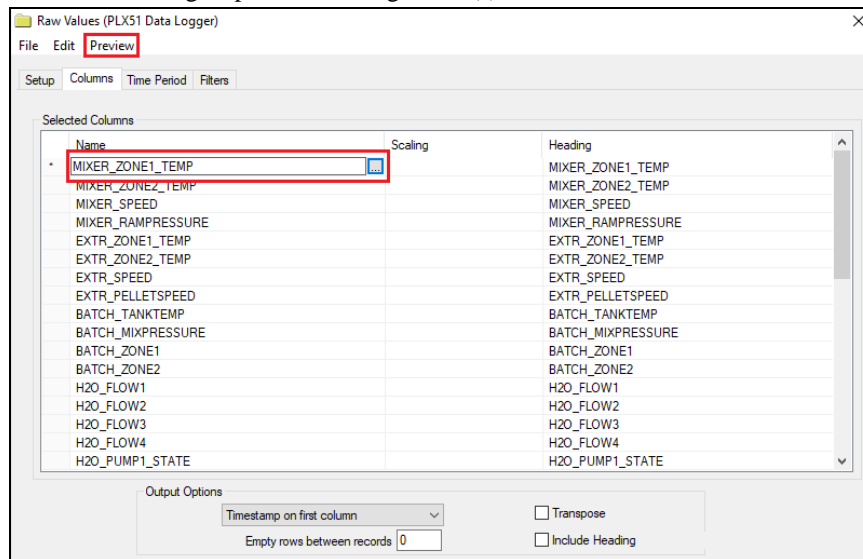 Raw Values (PLX51 Data Logger)
File Edit Preview
Setup Columns Time Period Filters
Selected Columns
Name Scaling Heading
* MIXER_ZONE1_TEMP ... MIXER_ZONE1_TEMP
MIXER_ZONE2_TEMP MIXER_ZONE2_TEMP
MIXER_SPEED MIXER_SPEED
MIXER_RAMPRESSURE MIXER_RAMPRESSURE
EXTR_ZONE1_TEMP EXTR_ZONE1_TEMP
EXTR_ZONE2_TEMP EXTR_ZONE2_TEMP
EXTR_SPEED EXTR_SPEED
EXTR_PELLETSPEED EXTR_PELLETSPEED
BATCH_TANKTEMP BATCH_TANKTEMP
BATCH_MIXPRESSURE BATCH_MIXPRESSURE
BATCH_ZONE1 BATCH_ZONE1
BATCH_ZONE2 BATCH_ZONE2
H2O_FLOW1 H2O_FLOW1
H2O_FLOW2 H2O_FLOW2
H2O_FLOW3 H2O_FLOW3
H2O_FLOW4 H2O_FLOW4
H2O_PUMP1_STATE H2O_PUMP1_STATE
Output Options
Timestamp on first column Transpose
Empty rows between records 0 Include Heading